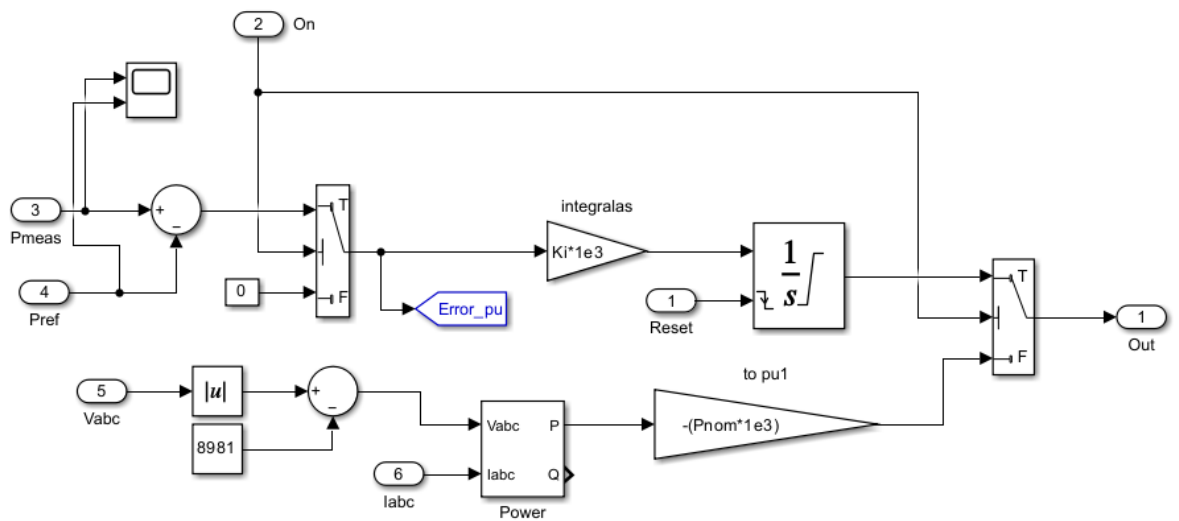 2
On
3
Pmeas
+
−
T
F
4
Pref
0
Error_pu
integralas
Ki*1e3
1
s
1
Reset
T
F
1
Out
to pu1
5
Vabc
|u|
+
−
8981
Vabc
P
-(Pnom*1e3)
6
Iabc
Iabc
Q
Power